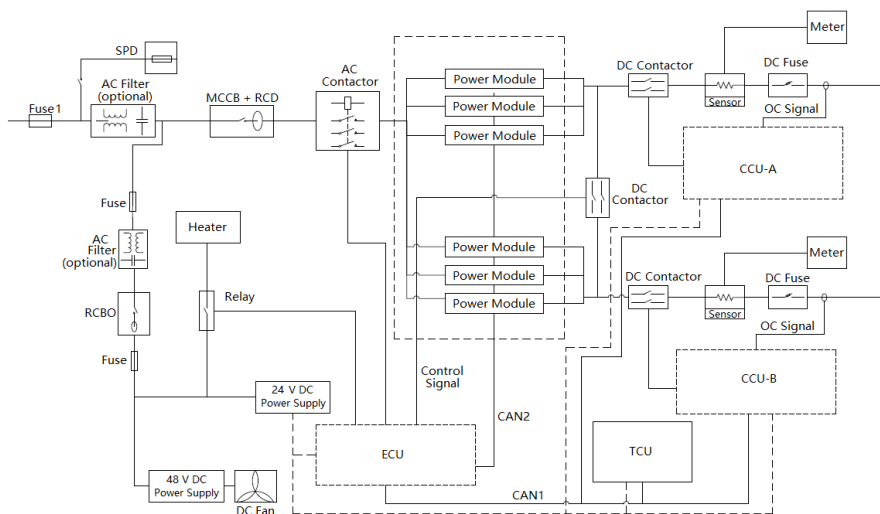 Meter
SPD
AC
Contactor
DC Contactor
DC Fuse
Fuse1
AC Filter
(optional)
MCCB + RCD
Power Module
Power Module
Power Module
Sensor
OC Signal
CCU-A
Fuse
DC
Contactor
Heater
AC
Filter
(optional)
Power Module
Power Module
Power Module
Meter
DC Contactor
DC Fuse
Relay
RCBO
Sensor
OC Signal
Fuse
Control
Signal
CCU-B
24 V DC
Power Supply
CAN2
ECU
TCU
48 V DC
Power Supply
CAN1
DC Fan